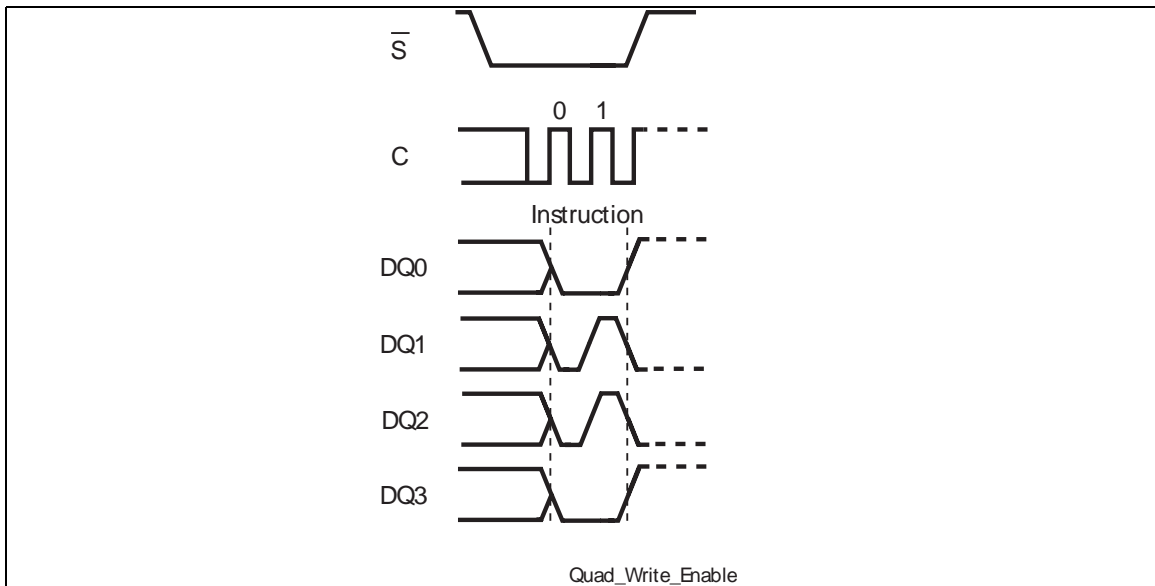 S̅
0 1
C
Instruction
DQ0
DQ1
DQ2
DQ3
Quad_Write_Enable